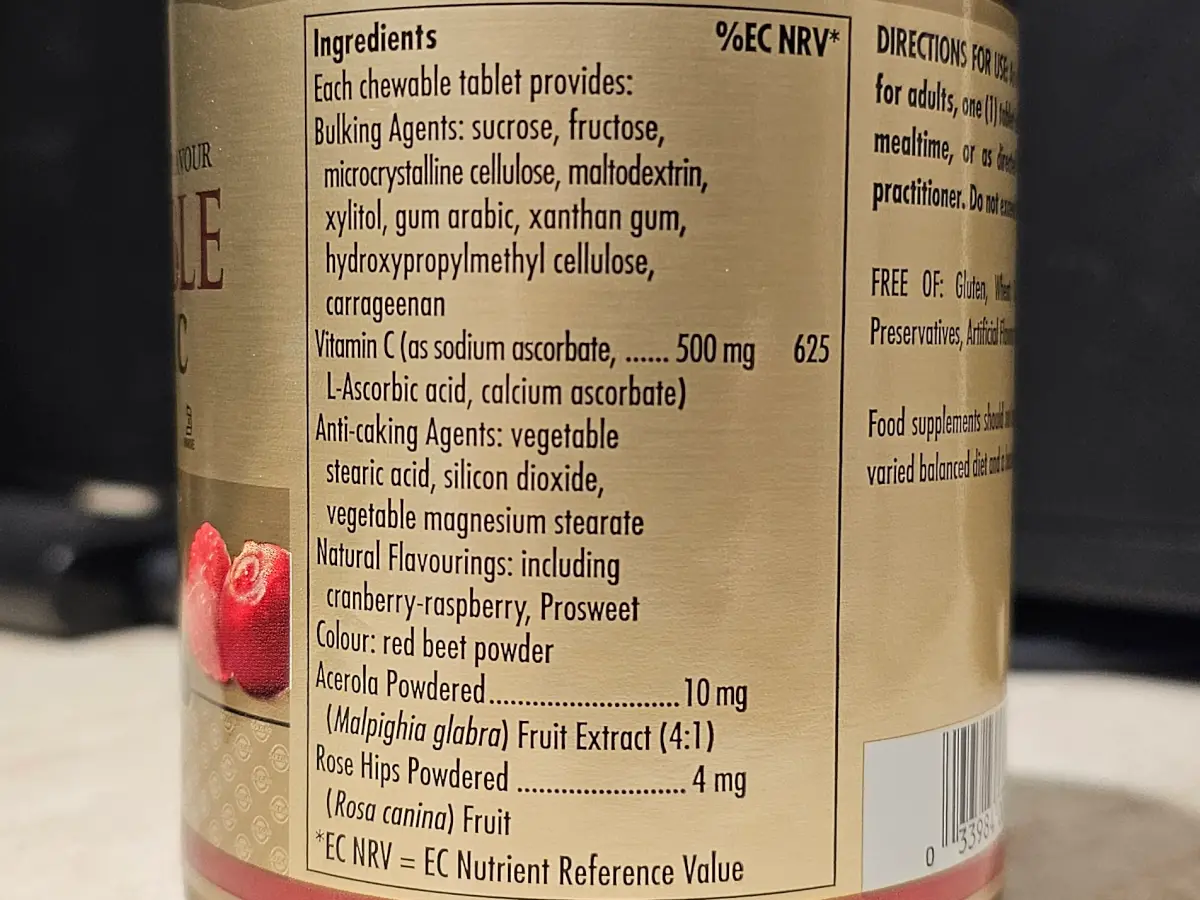 Ingredients %EC NRV*
Each chewable tablet provides:
Bulking Agents: sucrose, fructose,
microcrystalline cellulose, maltodextrin,
xylitol, gum arabic, xanthan gum,
hydroxypropylmethyl cellulose,
carrageenan
Vitamin C (as sodium ascorbate, ...... 500 mg 625
L-Ascorbic acid, calcium ascorbate)
Anti-caking Agents: vegetable
stearic acid, silicon dioxide,
vegetable magnesium stearate
Natural Flavourings: including
cranberry-raspberry, Prosweet
Colour: red beet powder
Acerola Powdered............................10 mg
(Malpighia glabra) Fruit Extract (4:1)
Rose Hips Powdered ......................... 4 mg
(Rosa canina) Fruit
*EC NRV = EC Nutrient Reference Value
DIRECTIONS FOR USE:
for adults, one (1)
mealtime, or as
practitioner. Do not
FREE OF: Gluten,
Preservatives, Artificial
Food supplements should
varied balanced diet and a
0 33984